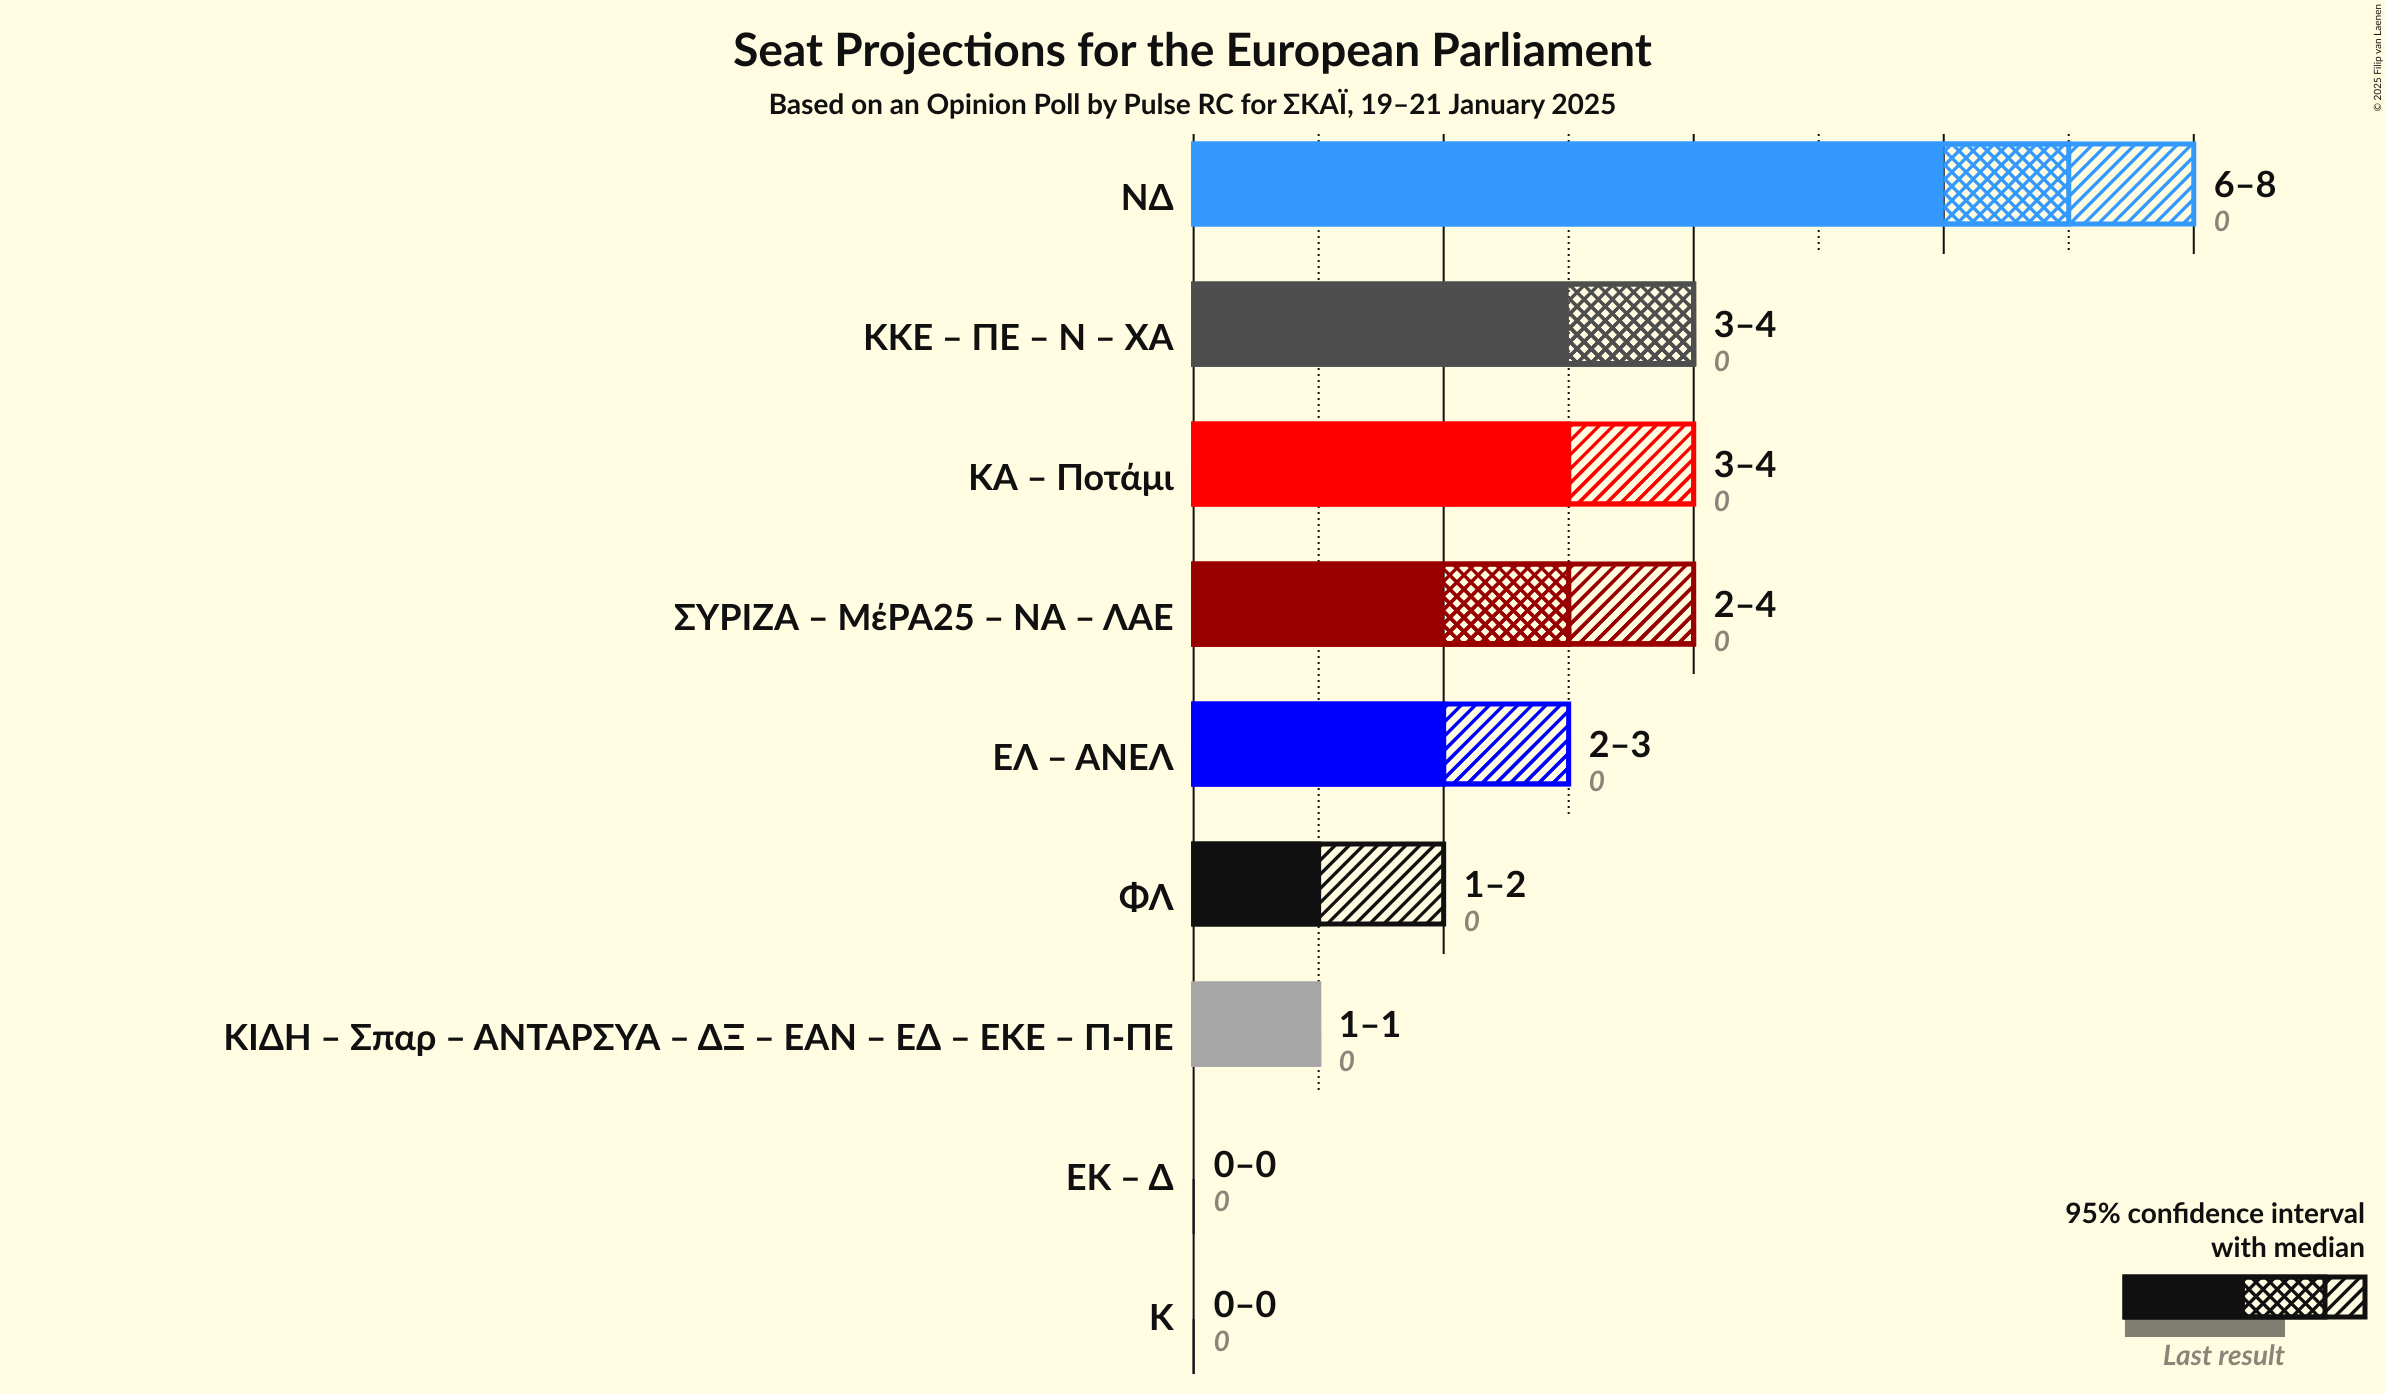 Seat Projections for the European Parliament
Based on an Opinion Poll by Pulse RC for ΣΚΑΪ, 19–21 January 2025
© 2025 Filip van Laenen
ΝΔ
6–8
0
ΚΚΕ – ΠΕ – Ν – ΧΑ
3–4
0
ΚΑ – Ποτάμι
3–4
0
ΣΥΡΙΖΑ – ΜέΡΑ25 – ΝΑ – ΛΑΕ
2–4
0
ΕΛ – ΑΝΕΛ
2–3
0
ΦΛ
1–2
0
ΚΙΔΗ – Σπαρ – ΑΝΤΑΡΣΥΑ – ΔΞ – ΕΑΝ – ΕΔ – ΕΚΕ – Π-ΠΕ
1–1
0
ΕΚ – Δ
0–0
0
Κ
0–0
0
95% confidence interval
with median
Last result